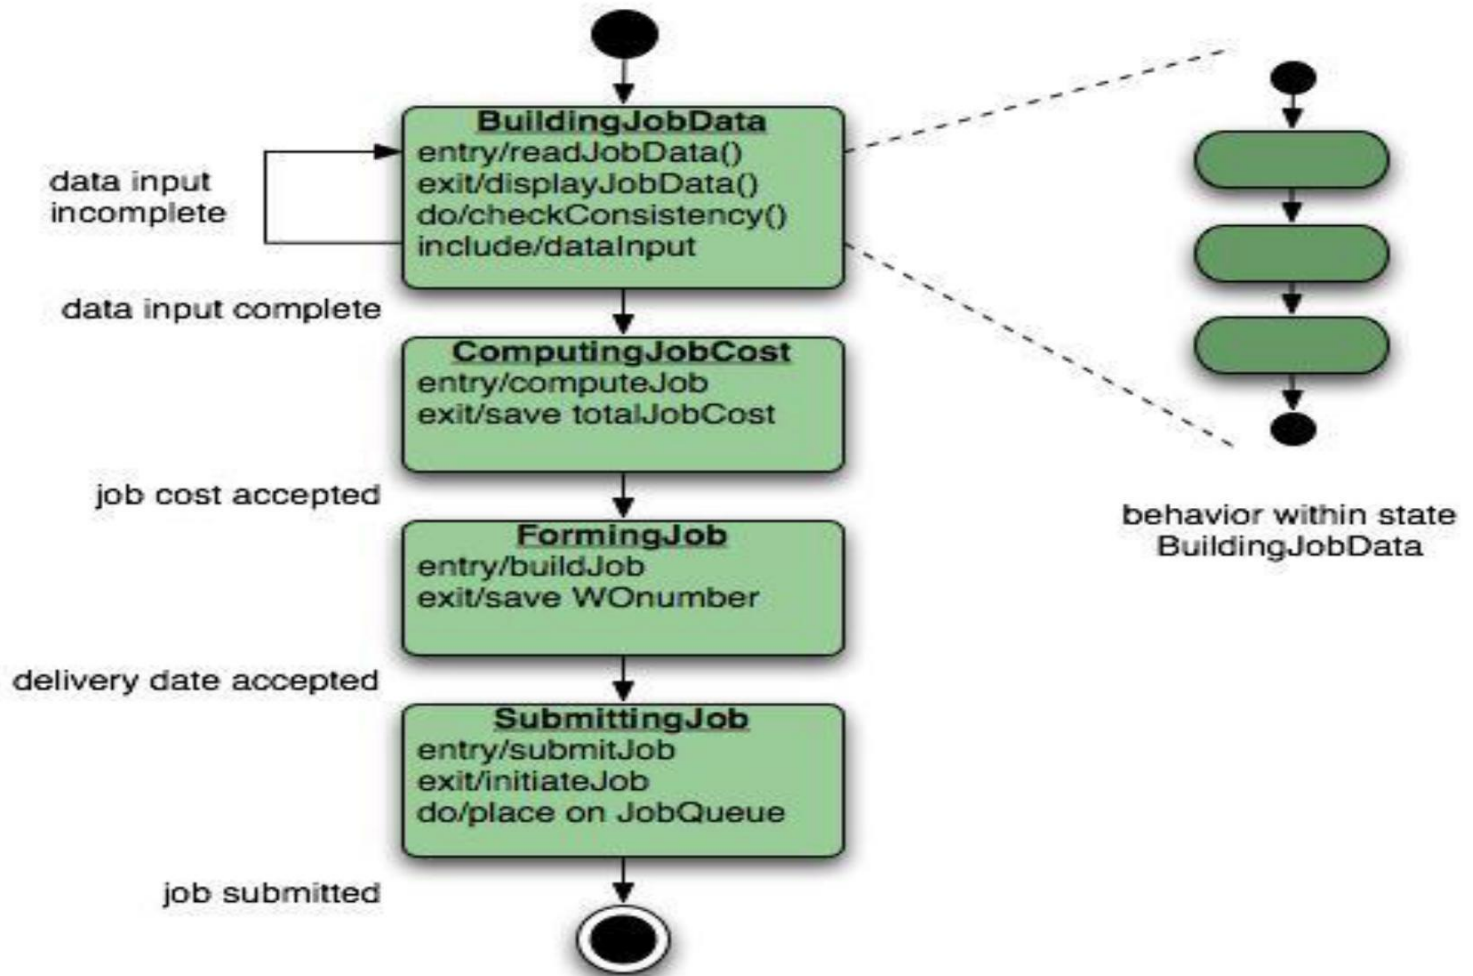 BuildingJobData
entry/readJobData()
exit/displayJobData()
do/checkConsistency()
include/dataInput
data input
incomplete
data input complete
ComputingJobCost
entry/computeJob
exit/save totalJobCost
job cost accepted
FormingJob
entry/buildJob
exit/save WOnumber
delivery date accepted
SubmittingJob
entry/submitJob
exit/initiateJob
do/place on JobQueue
job submitted
behavior within state
BuildingJobData